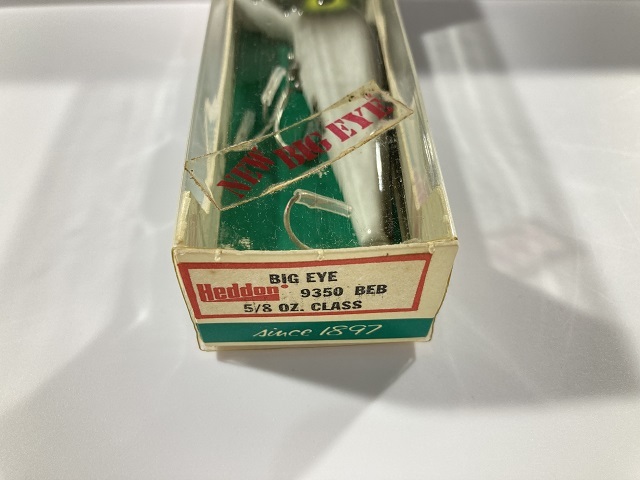 NEW BIG EYE
BIG EYE
Heddon 9350 BEB
5/8 OZ. CLASS
since 1897